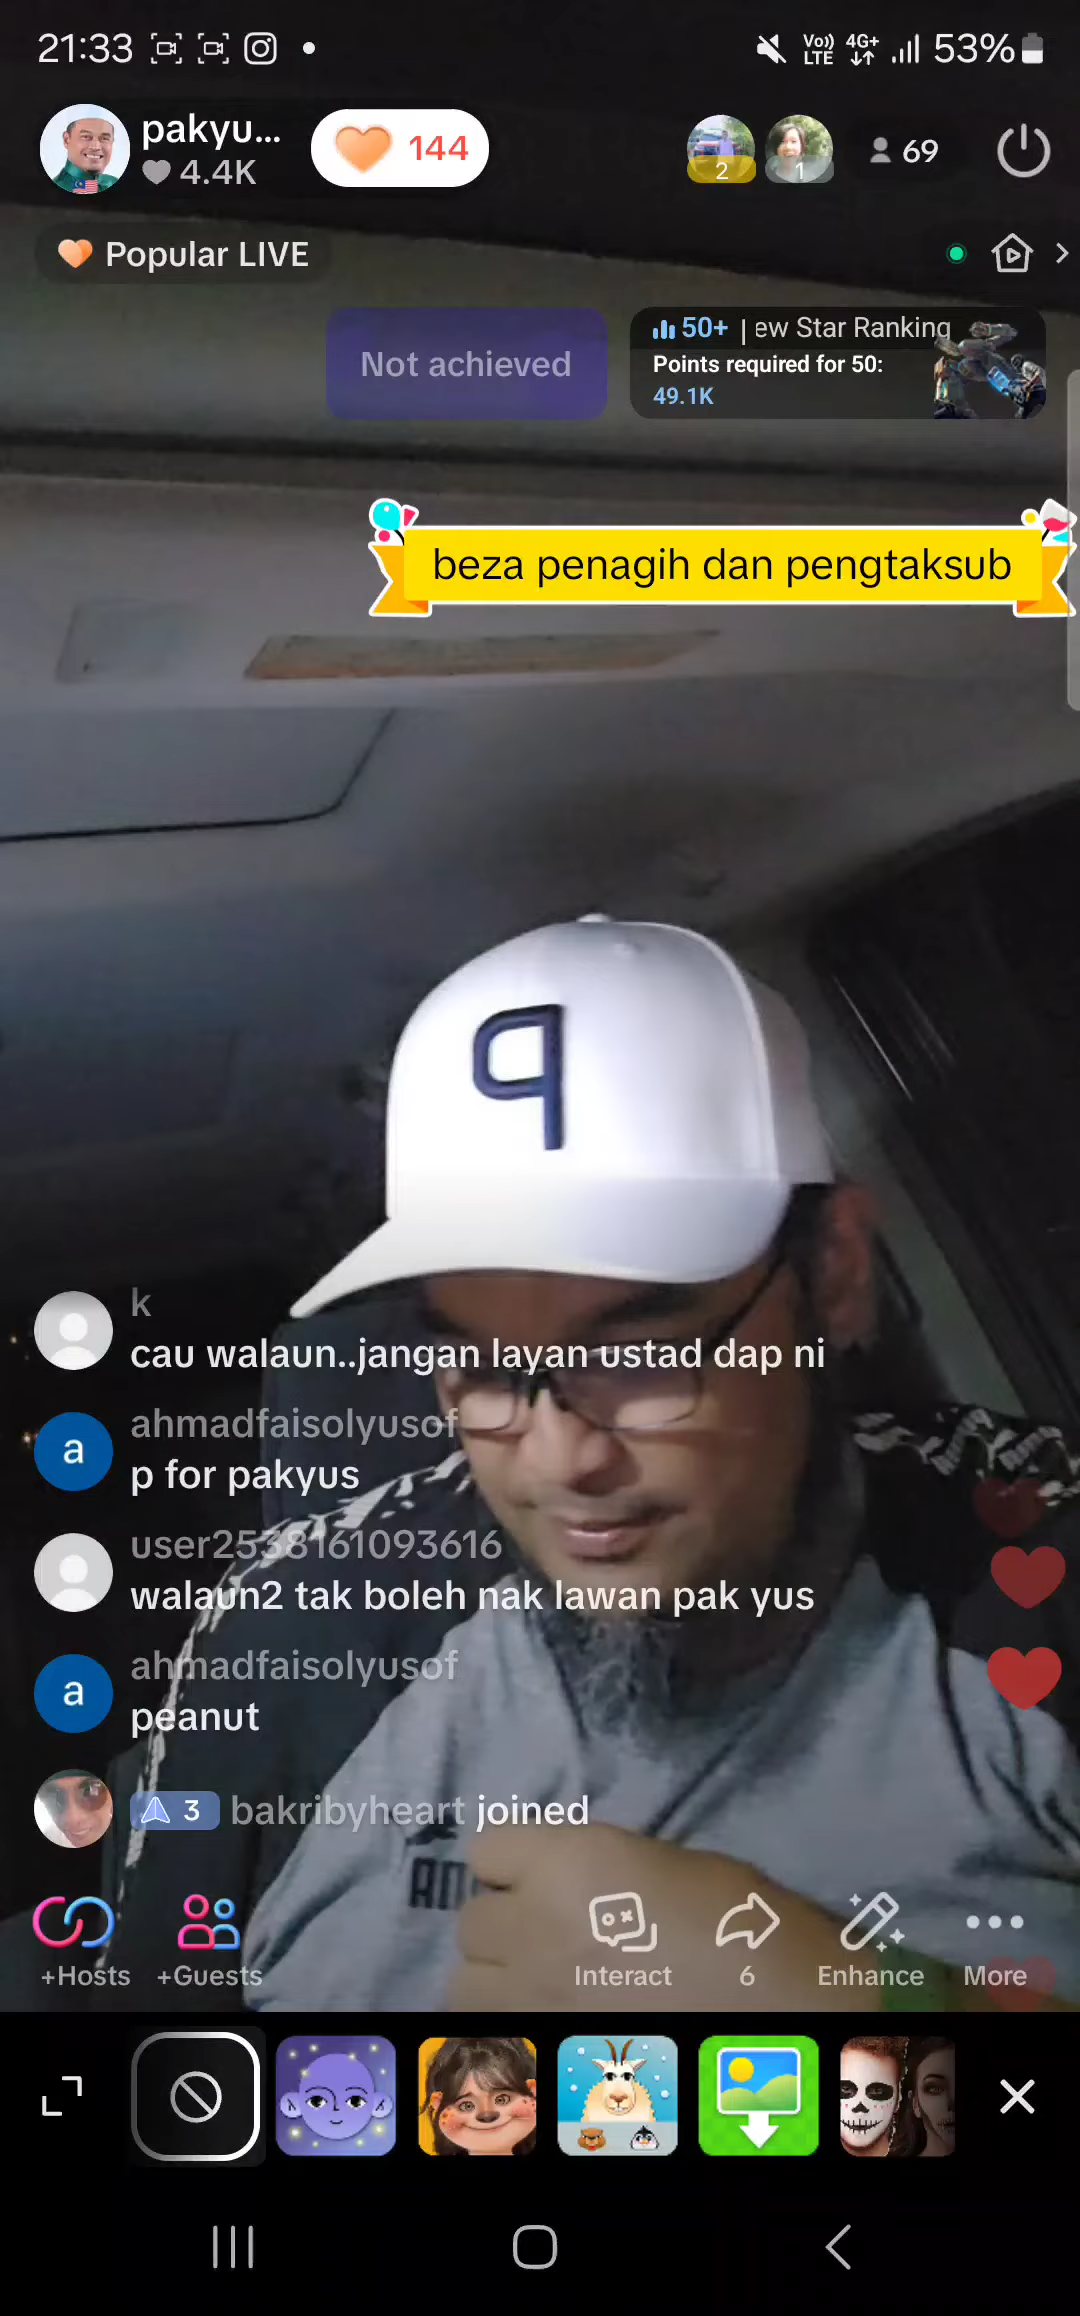 21:33
Vo)) LTE 4G+ 53%
pakyu...
4.4K
144
2
1
69
Popular LIVE
Not achieved
50+ | ew Star Ranking
Points required for 50:
49.1K
beza penagih dan pengtaksub
k
cau walaun..jangan layan ustad dap ni
a
ahmadfaisolyusof
p for pakyus
user2538161093616
walaun2 tak boleh nak lawan pak yus
a
ahmadfaisolyusof
peanut
3 bakribyheart joined
+Hosts
+Guests
Interact
6
Enhance
More